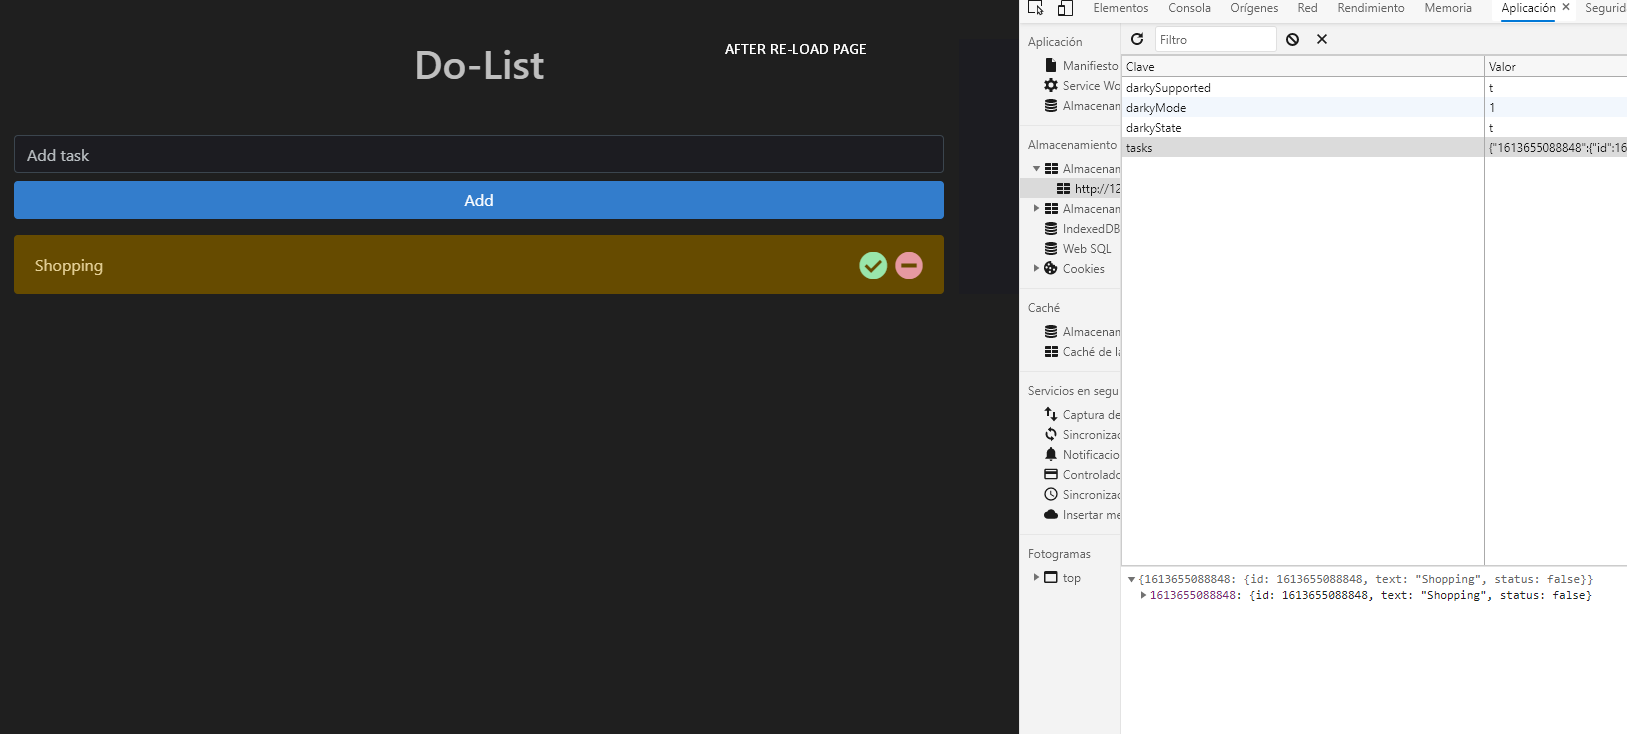 Do-List
AFTER RE-LOAD PAGE
Add task
Add
Shopping
Elementos Consola Orígenes Red Rendimiento Memoria Aplicación Segurid
Aplicación
Manifiesto
Service Wo
Almacenam
Almacenamiento
Almacenam
http://12
Almacenam
IndexedDB
Web SQL
Cookies
Caché
Almacenam
Caché de la
Servicios en segu
Captura de
Sincronizac
Notificacio
Controlado
Sincronizac
Insertar me
Fotogramas
top
Filtro
Clave Valor
darkySupported t
darkyMode 1
darkyState t
tasks {"1613655088848":{"id":16
{1613655088848: {id: 1613655088848, text: "Shopping", status: false}}
1613655088848: {id: 1613655088848, text: "Shopping", status: false}